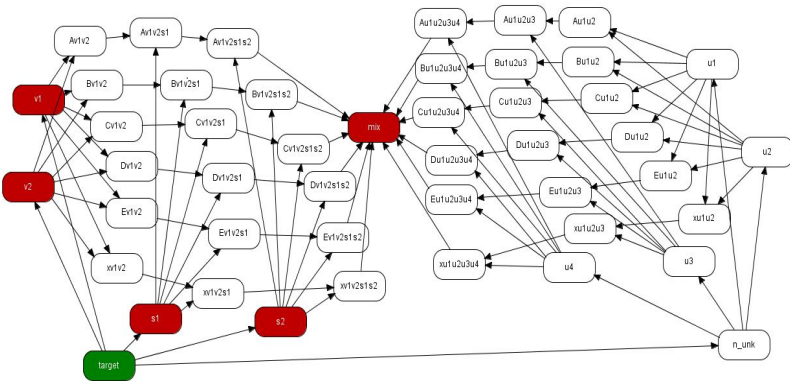 Av1v2
Av1v2s1
Av1v2s1s2
Au1u2u3u4
Au1u2u3
Au1u2
v1
Bv1v2
Bv1v2s1
Bv1v2s1s2
Bu1u2u3u4
Bu1u2u3
Bu1u2
u1
Cv1v2
Cv1v2s1
Cv1v2s1s2
mix
Cu1u2u3u4
Cu1u2u3
Cu1u2
v2
Dv1v2
Dv1v2s1
Dv1v2s1s2
Du1u2u3u4
Du1u2u3
Du1u2
u2
Ev1v2
Ev1v2s1
Ev1v2s1s2
Eu1u2u3u4
Eu1u2u3
Eu1u2
xv1v2
xv1v2s1
xv1v2s1s2
xu1u2u3u4
xu1u2u3
xu1u2
s1
s2
u4
u3
target
n_unk